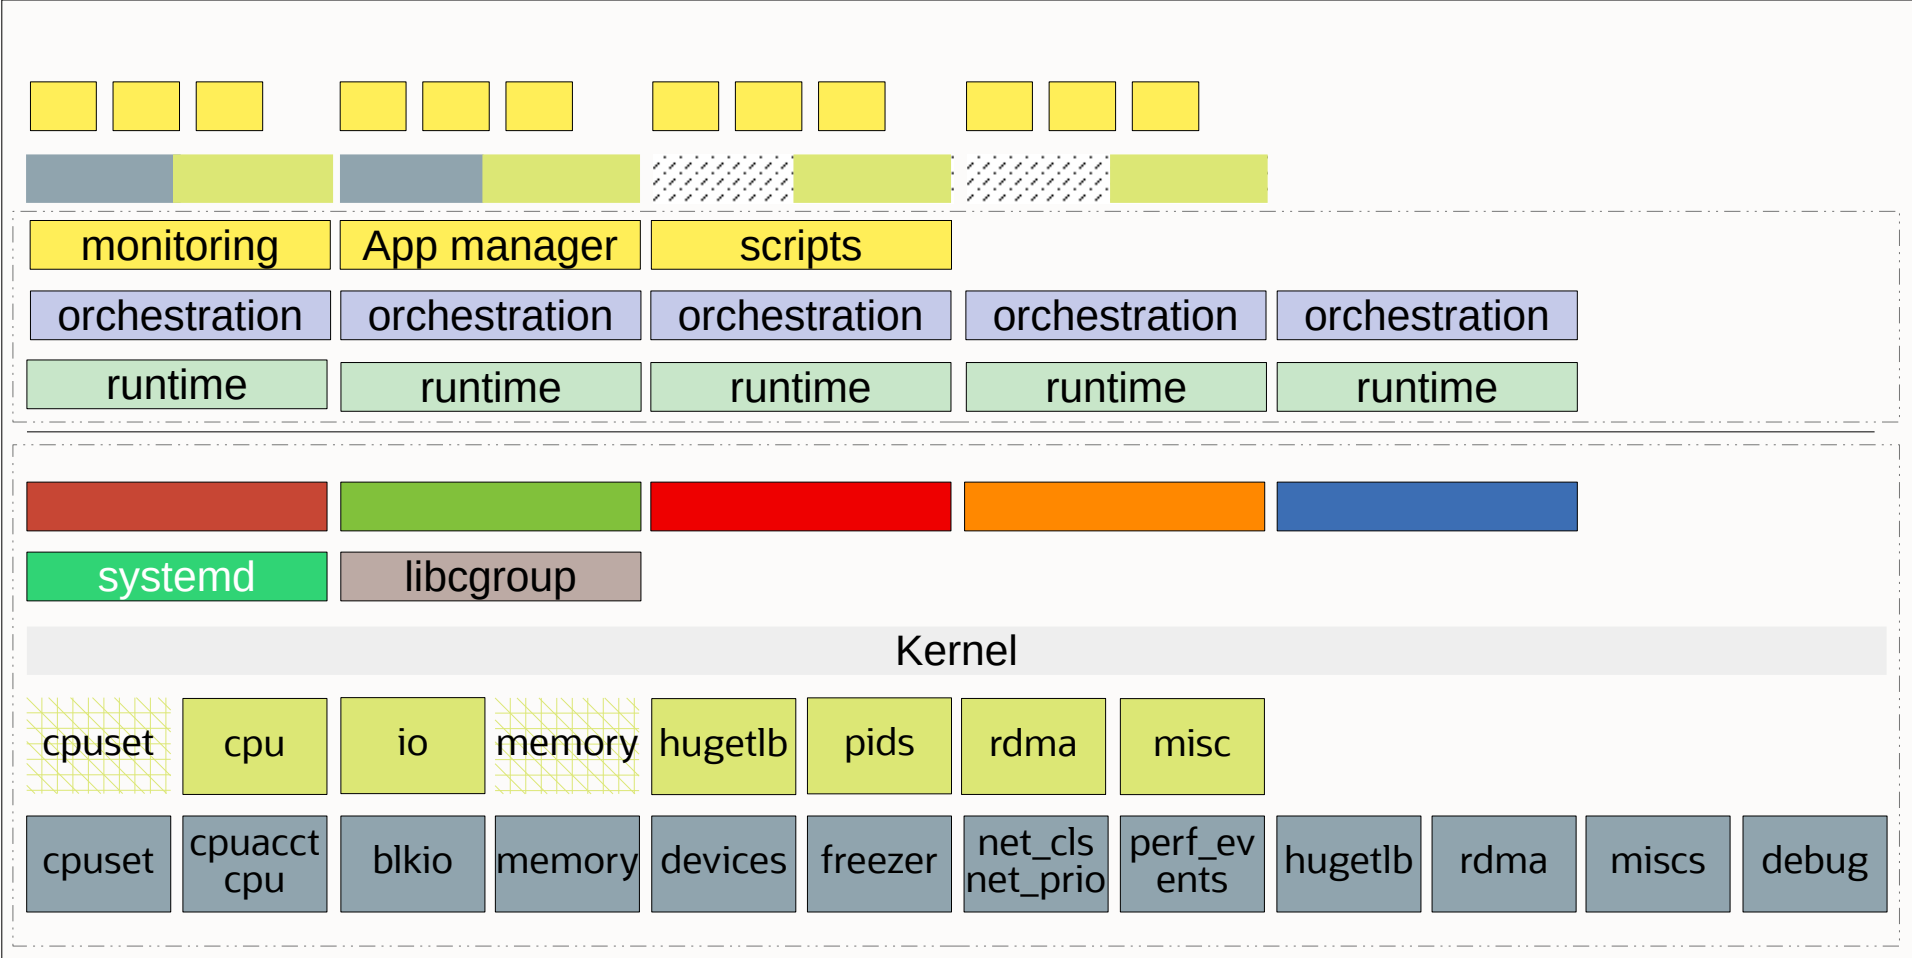 monitoring App manager scripts
orchestration orchestration orchestration orchestration orchestration
runtime runtime runtime runtime runtime
systemd libcgroup
Kernel
cpuset cpu io memory hugetlb pids rdma misc
cpuset
cpuacct
cpu
blkio
memory
devices
freezer
net_cls
net_prio
perf_ev
ents
hugetlb
rdma
miscs
debug